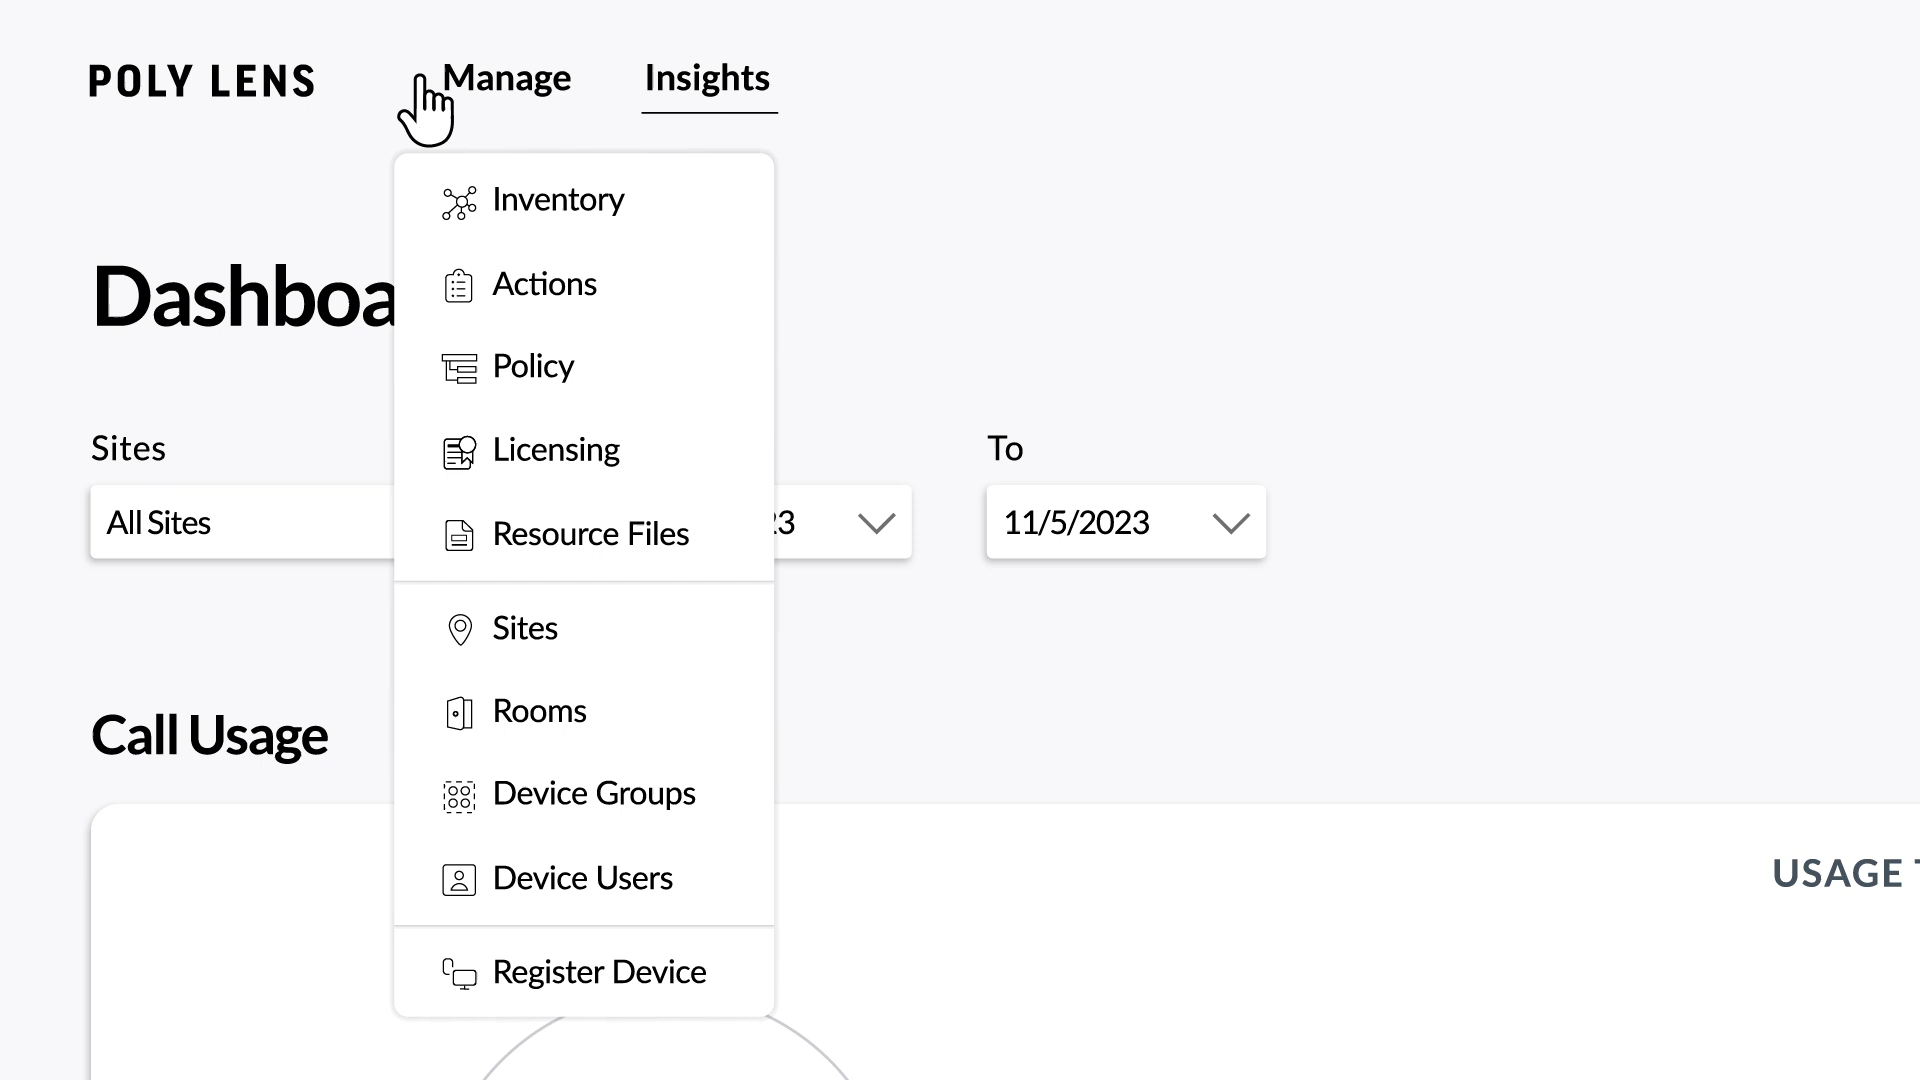 POLY LENS
Manage
Insights
Inventory
Actions
Policy
Licensing
Resource Files
Sites
Rooms
Device Groups
Device Users
Register Device
Dashboa
Sites
All Sites
23
To
11/5/2023
Call Usage
USAGE